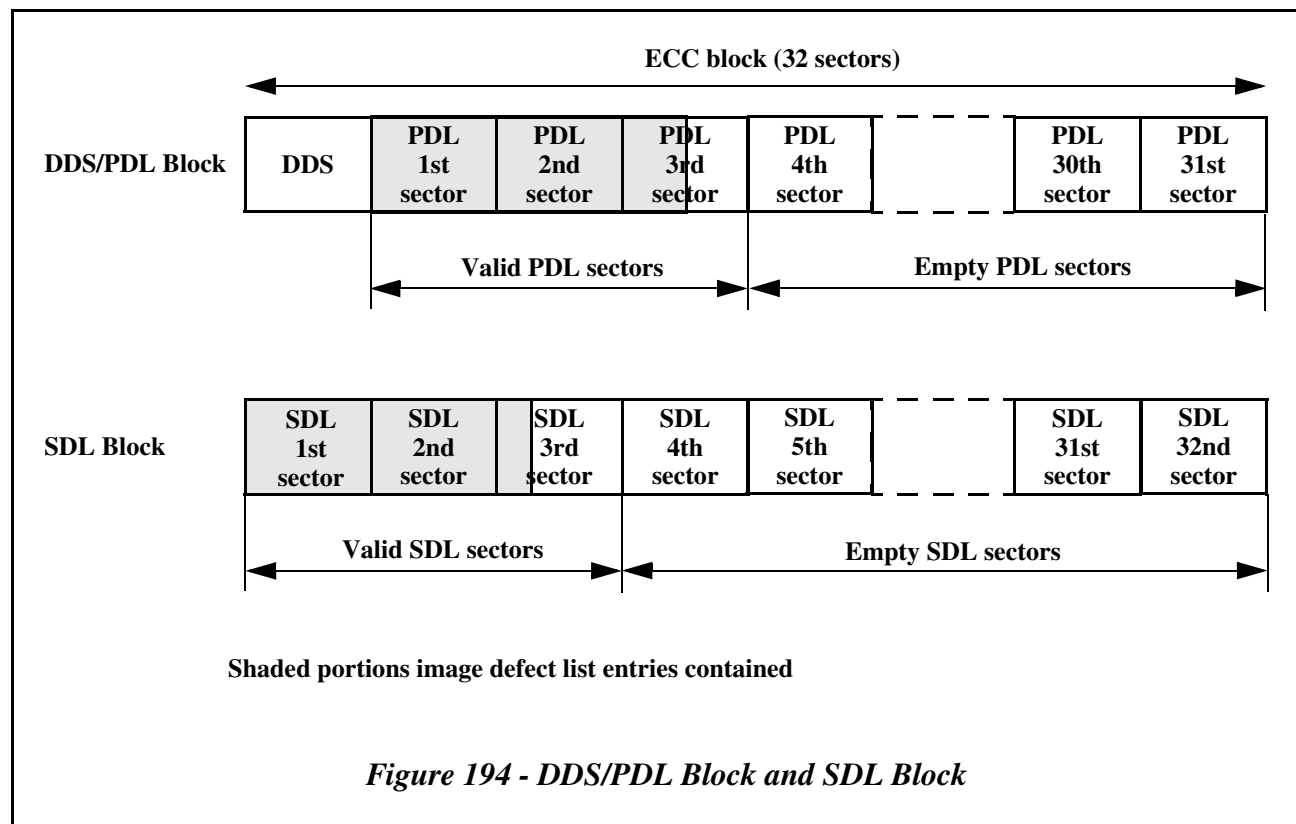 ECC block (32 sectors)
DDS/PDL Block
DDS
PDL
1st
sector
PDL
2nd
sector
PDL
3rd
sector
PDL
4th
sector
PDL
30th
sector
PDL
31st
sector
Valid PDL sectors
Empty PDL sectors
SDL Block
SDL
1st
sector
SDL
2nd
sector
SDL
3rd
sector
SDL
4th
sector
SDL
5th
sector
SDL
31st
sector
SDL
32nd
sector
Valid SDL sectors
Empty SDL sectors
Shaded portions image defect list entries contained
Figure 194 - DDS/PDL Block and SDL Block